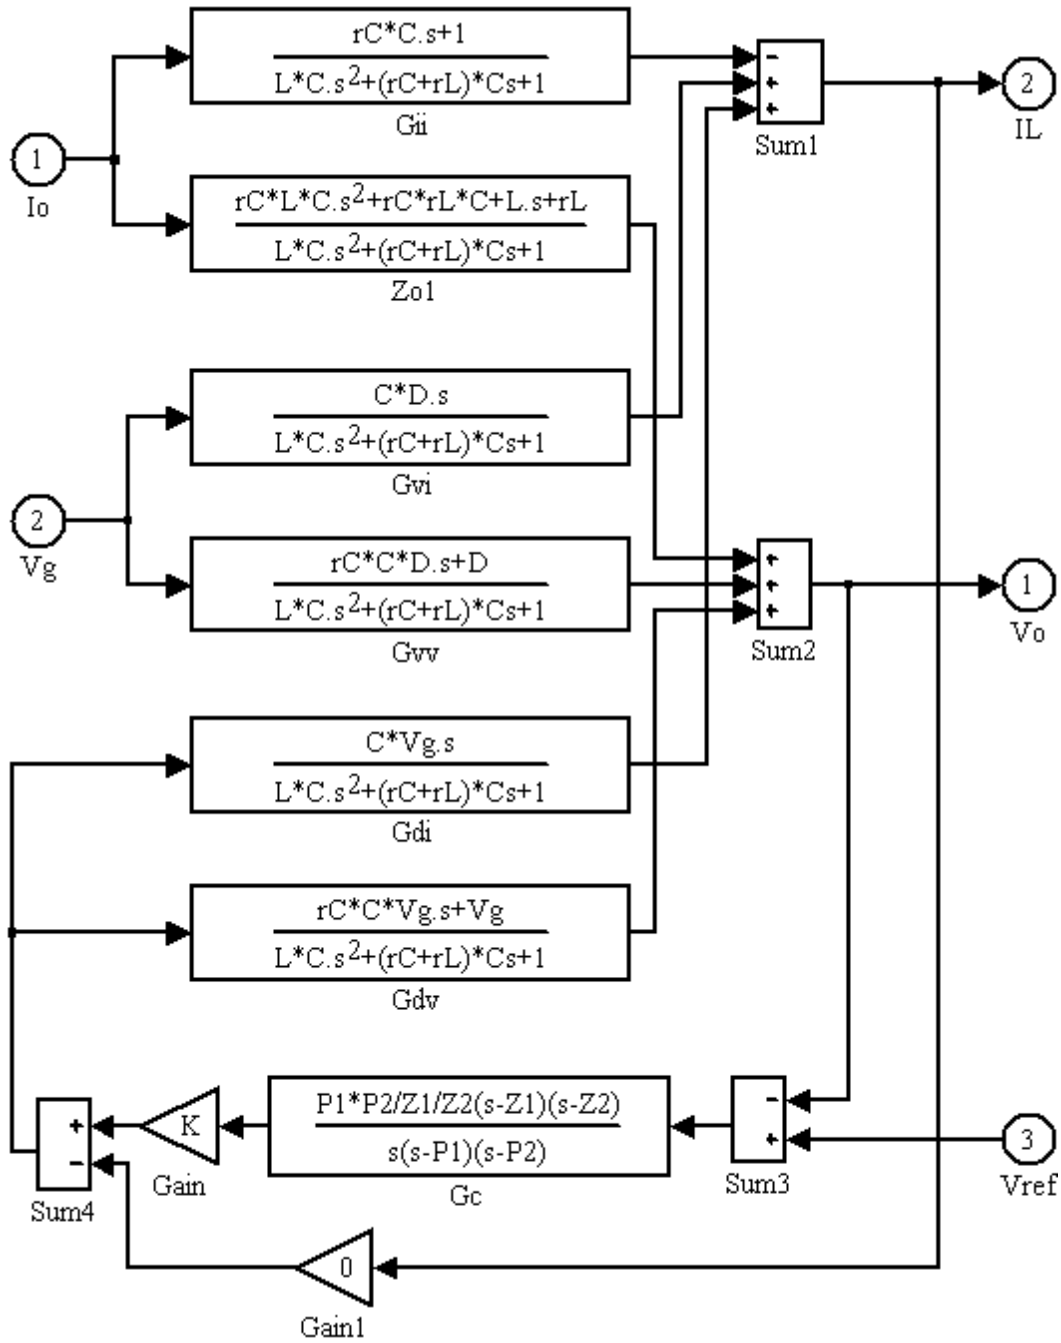 rC*C.s+1
L*C.s2+(rC+rL)*Cs+1
Gii
-
+
+
Sum1
2
IL
1
Io
rC*L*C.s2+rC*rL*C+L.s+rL
L*C.s2+(rC+rL)*Cs+1
Zo1
C*D.s
L*C.s2+(rC+rL)*Cs+1
Gvi
2
Vg
rC*C*D.s+D
L*C.s2+(rC+rL)*Cs+1
Gvv
+
+
+
Sum2
1
Vo
C*Vg.s
L*C.s2+(rC+rL)*Cs+1
Gdi
rC*C*Vg.s+Vg
L*C.s2+(rC+rL)*Cs+1
Gdv
+
-
Sum4
K
Gain
P1*P2/Z1/Z2(s-Z1)(s-Z2)
s(s-P1)(s-P2)
Gc
-
+
Sum3
3
Vref
0
Gain1